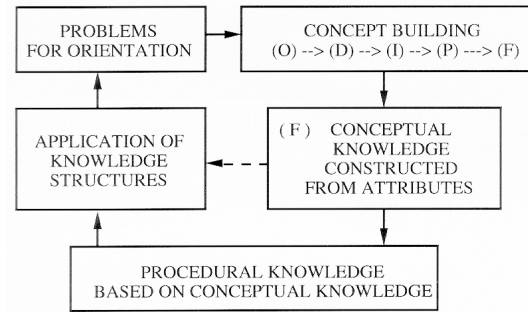 PROBLEMS
FOR ORIENTATION
CONCEPT BUILDING
(O) --> (D) --> (I) --> (P) ---> (F)
APPLICATION OF
KNOWLEDGE
STRUCTURES
(F) CONCEPTUAL
KNOWLEDGE
CONSTRUCTED
FROM ATTRIBUTES
PROCEDURAL KNOWLEDGE
BASED ON CONCEPTUAL KNOWLEDGE